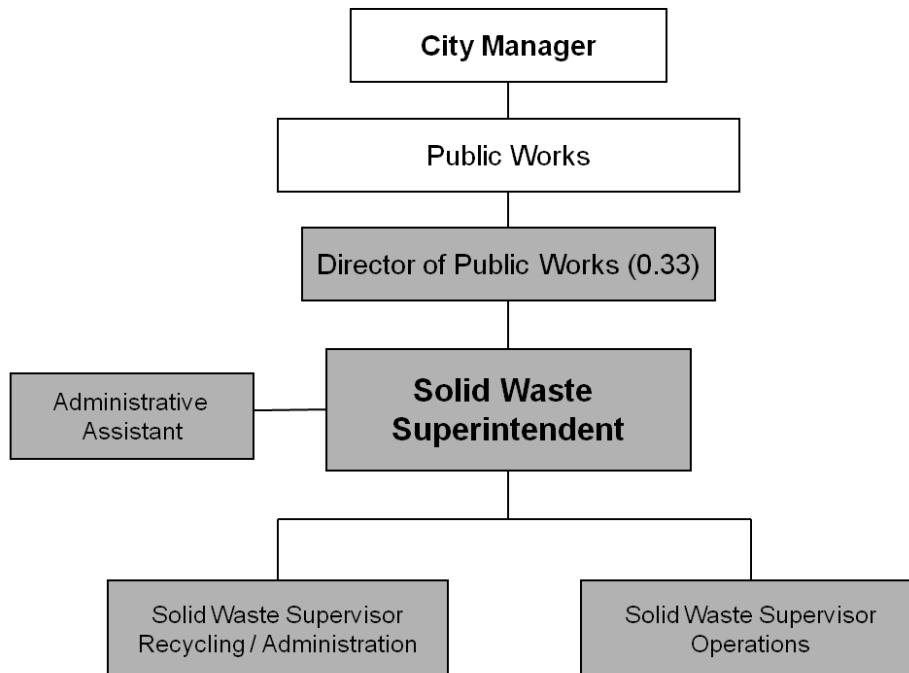 City Manager
Public Works
Director of Public Works (0.33)
Solid Waste
Superintendent
Administrative
Assistant
Solid Waste Supervisor
Recycling / Administration
Solid Waste Supervisor
Operations